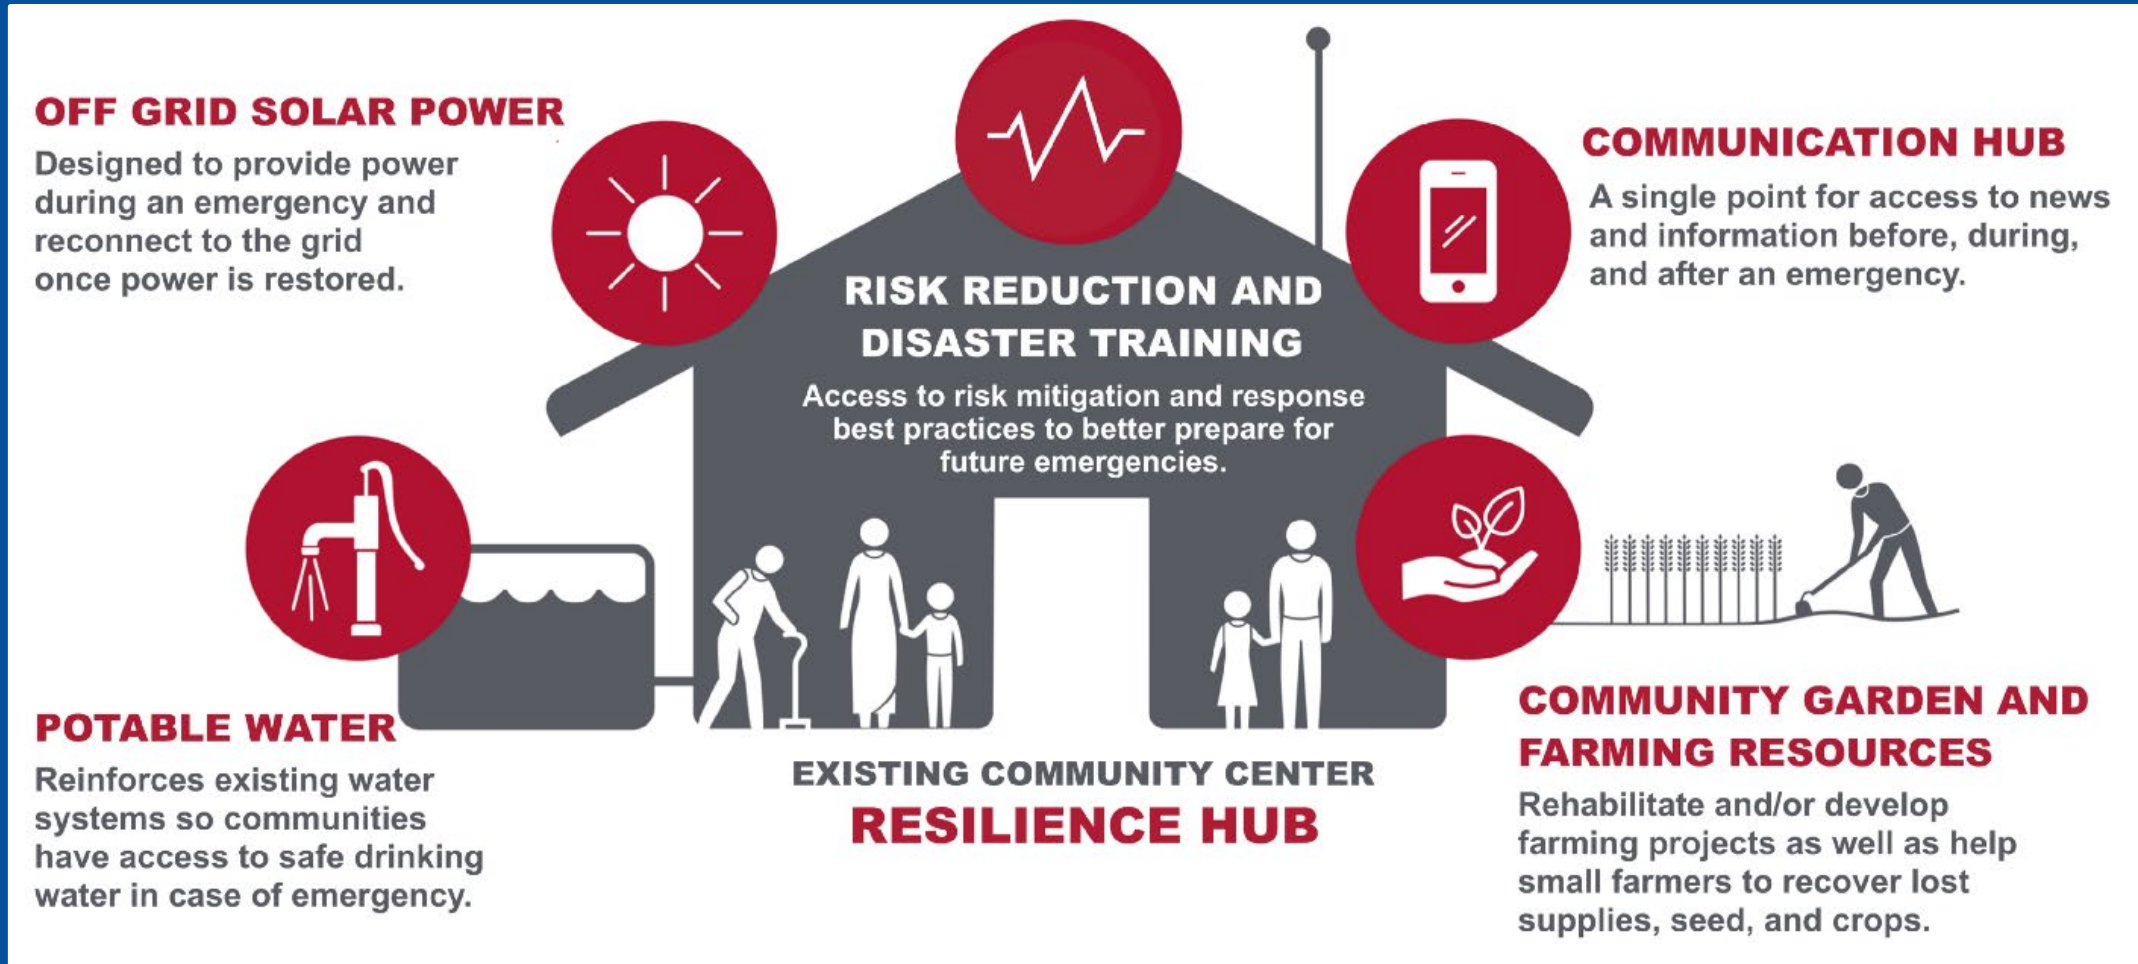 OFF GRID SOLAR POWER
Designed to provide power
during an emergency and
reconnect to the grid
once power is restored.
RISK REDUCTION AND
DISASTER TRAINING
Access to risk mitigation and response
best practices to better prepare for
future emergencies.
COMMUNICATION HUB
A single point for access to news
and information before, during,
and after an emergency.
POTABLE WATER
Reinforces existing water
systems so communities
have access to safe drinking
water in case of emergency.
EXISTING COMMUNITY CENTER
RESILIENCE HUB
COMMUNITY GARDEN AND
FARMING RESOURCES
Rehabilitate and/or develop
farming projects as well as help
small farmers to recover lost
supplies, seed, and crops.